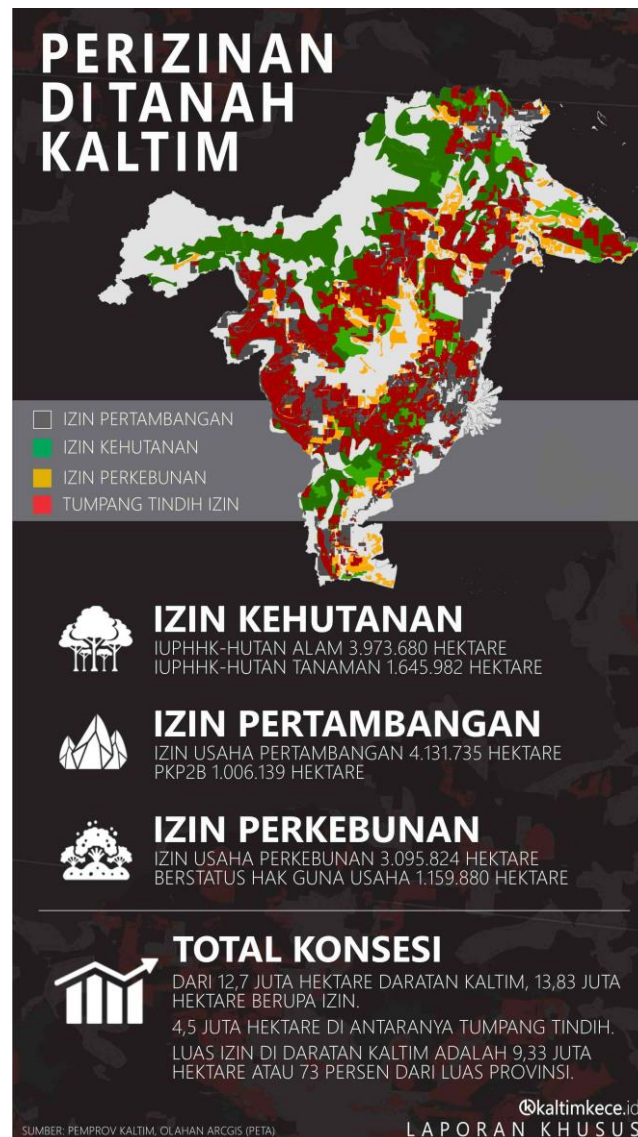 PERIZINAN
DI TANAH
KALTIM
IZIN PERTAMBANGAN
IZIN KEHUTANAN
IZIN PERKEBUNAN
TUMPANG TINDIH IZIN
IZIN KEHUTANAN
IUPHHK-HUTAN ALAM 3.973.680 HEKTARE
IUPHHK-HUTAN TANAMAN 1.645.982 HEKTARE
IZIN PERTAMBANGAN
IZIN USAHA PERTAMBANGAN 4.131.735 HEKTARE
PKP2B 1.006.139 HEKTARE
IZIN PERKEBUNAN
IZIN USAHA PERKEBUNAN 3.095.824 HEKTARE
BERSTATUS HAK GUNA USAHA 1.159.880 HEKTARE
TOTAL KONSESI
DARI 12,7 JUTA HEKTARE DARATAN KALTIM, 13,83 JUTA
HEKTARE BERUPA IZIN.
4,5 JUTA HEKTARE DI ANTARANYA TUMPANG TINDIH.
LUAS IZIN DI DARATAN KALTIM ADALAH 9,33 JUTA
HEKTARE ATAU 73 PERSEN DARI LUAS PROVINSI.
kaltimkece.id
SUMBER: PEMPROV KALTIM, OLAHAN ARCGIS (PETA)
LAPORAN KHUSUS